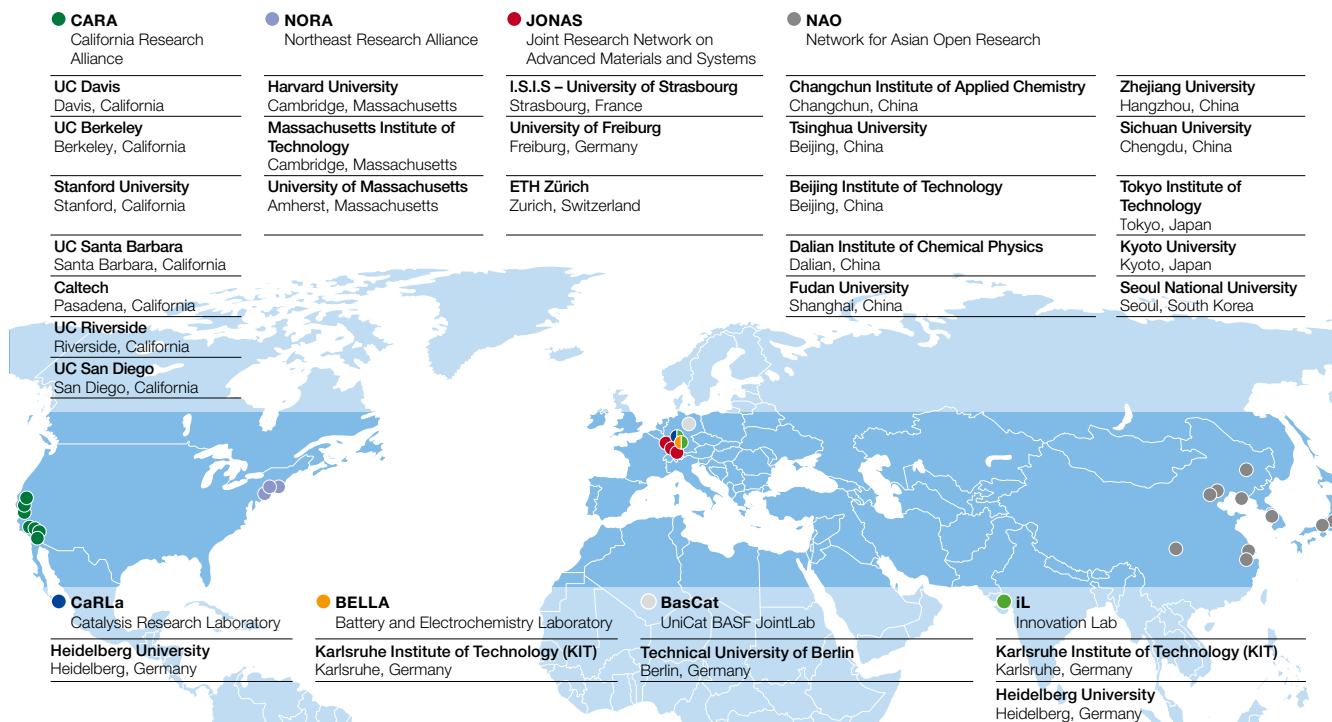 CARA
California Research
Alliance
UC Davis
Davis, California
UC Berkeley
Berkeley, California
Stanford University
Stanford, California
UC Santa Barbara
Santa Barbara, California
Caltech
Pasadena, California
UC Riverside
Riverside, California
UC San Diego
San Diego, California
NORA
Northeast Research Alliance
Harvard University
Cambridge, Massachusetts
Massachusetts Institute of
Technology
Cambridge, Massachusetts
University of Massachusetts
Amherst, Massachusetts
JONAS
Joint Research Network on
Advanced Materials and Systems
I.S.I.S – University of Strasbourg
Strasbourg, France
University of Freiburg
Freiburg, Germany
ETH Zürich
Zurich, Switzerland
NAO
Network for Asian Open Research
Changchun Institute of Applied Chemistry
Changchun, China
Tsinghua University
Beijing, China
Beijing Institute of Technology
Beijing, China
Dalian Institute of Chemical Physics
Dalian, China
Fudan University
Shanghai, China
Zhejiang University
Hangzhou, China
Sichuan University
Chengdu, China
Tokyo Institute of
Technology
Tokyo, Japan
Kyoto University
Kyoto, Japan
Seoul National University
Seoul, South Korea
CaRLa
Catalysis Research Laboratory
Heidelberg University
Heidelberg, Germany
BELLA
Battery and Electrochemistry Laboratory
Karlsruhe Institute of Technology (KIT)
Karlsruhe, Germany
BasCat
UniCat BASF JointLab
Technical University of Berlin
Berlin, Germany
iL
Innovation Lab
Karlsruhe Institute of Technology (KIT)
Karlsruhe, Germany
Heidelberg University
Heidelberg, Germany